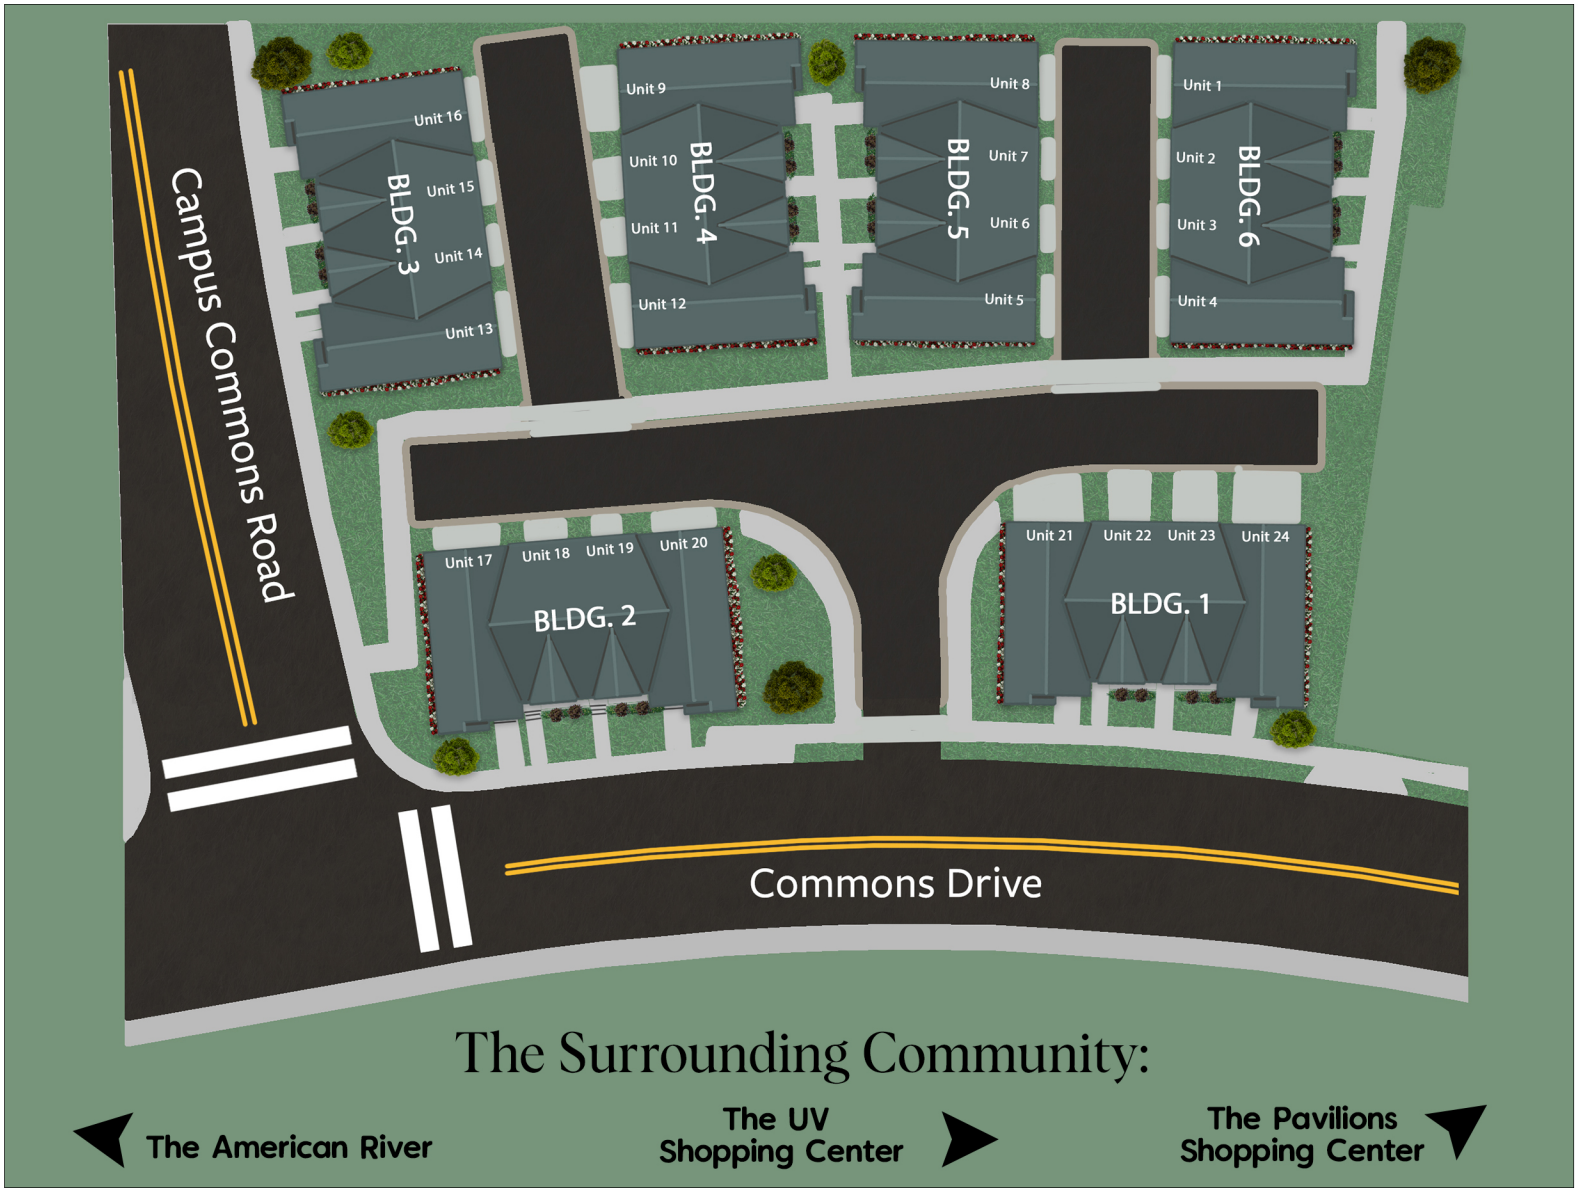 Unit 16
Unit 15
Unit 14
Unit 13
BLDG. 3
Unit 9
Unit 10
Unit 11
Unit 12
BLDG. 4
Unit 8
Unit 7
Unit 6
Unit 5
BLDG. 5
Unit 1
Unit 2
Unit 3
Unit 4
BLDG. 6
Campus Commons Road
Unit 17
Unit 18
Unit 19
Unit 20
BLDG. 2
Unit 21
Unit 22
Unit 23
Unit 24
BLDG. 1
Commons Drive
The Surrounding Community:
The American River
The UV
Shopping Center
The Pavilions
Shopping Center